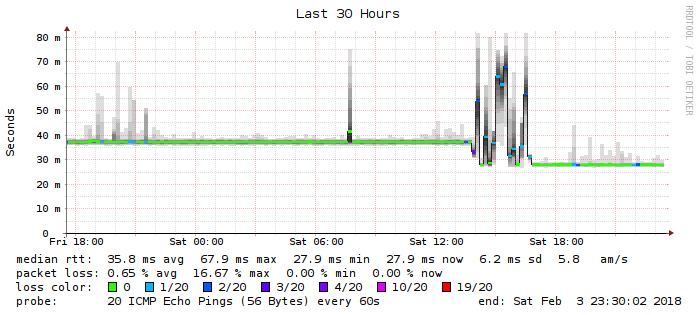 Last 30 Hours
RRDTOOL / TOBI OETIKER
Seconds
80 m
70 m
60 m
50 m
40 m
30 m
20 m
10 m
0
Fri 18:00 Sat 00:00 Sat 06:00 Sat 12:00 Sat 18:00
median rtt: 35.8 ms avg 67.9 ms max 27.9 ms min 27.9 ms now 6.2 ms sd 5.8 am/s
packet loss: 0.65 % avg 16.67 % max 0.00 % min 0.00 % now
loss color: 0 1/20 2/20 3/20 4/20 10/20 19/20
probe: 20 ICMP Echo Pings (56 Bytes) every 60s end: Sat Feb 3 23:30:02 2018